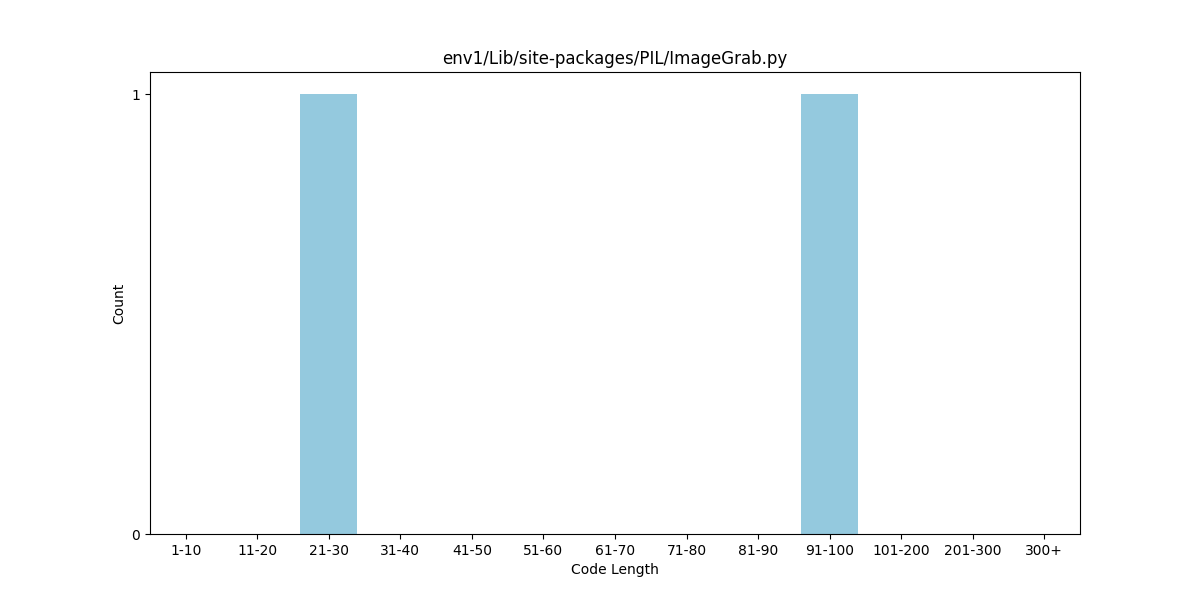 env1/Lib/site-packages/PIL/ImageGrab.py
1
Count
0
1-10 11-20 21-30 31-40 41-50 51-60 61-70 71-80 81-90 91-100 101-200 201-300 300+
Code Length